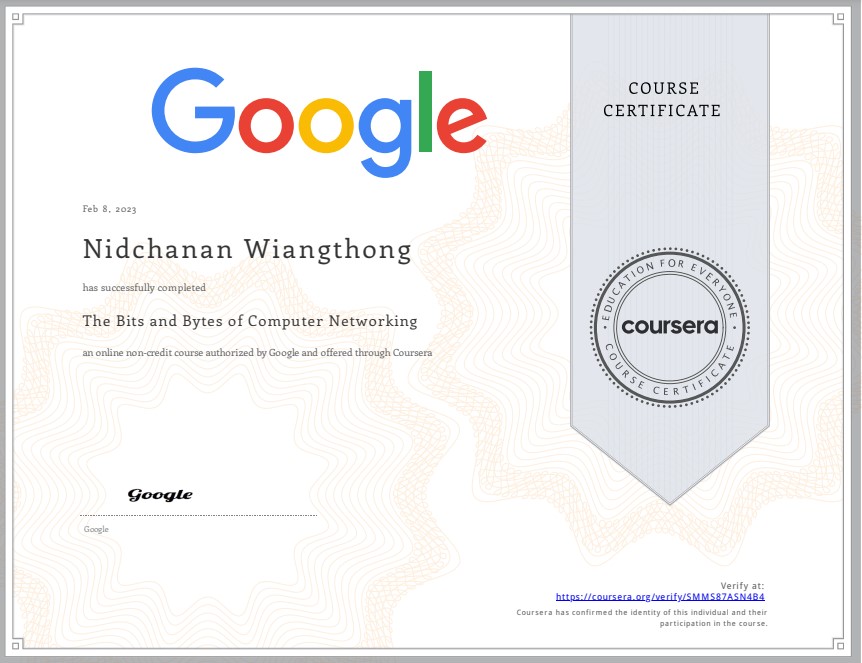 Google
COURSE
CERTIFICATE
Feb 8, 2023
Nidchanan Wiangthong
has successfully completed
The Bits and Bytes of Computer Networking
an online non-credit course authorized by Google and offered through Coursera
EDUCATION FOR EVERYONE
coursera
COURSE CERTIFICATE
Google
Google
Verify at:
https://coursera.org/verify/SMMS87ASN4B4
Coursera has confirmed the identity of this individual and their
participation in the course.